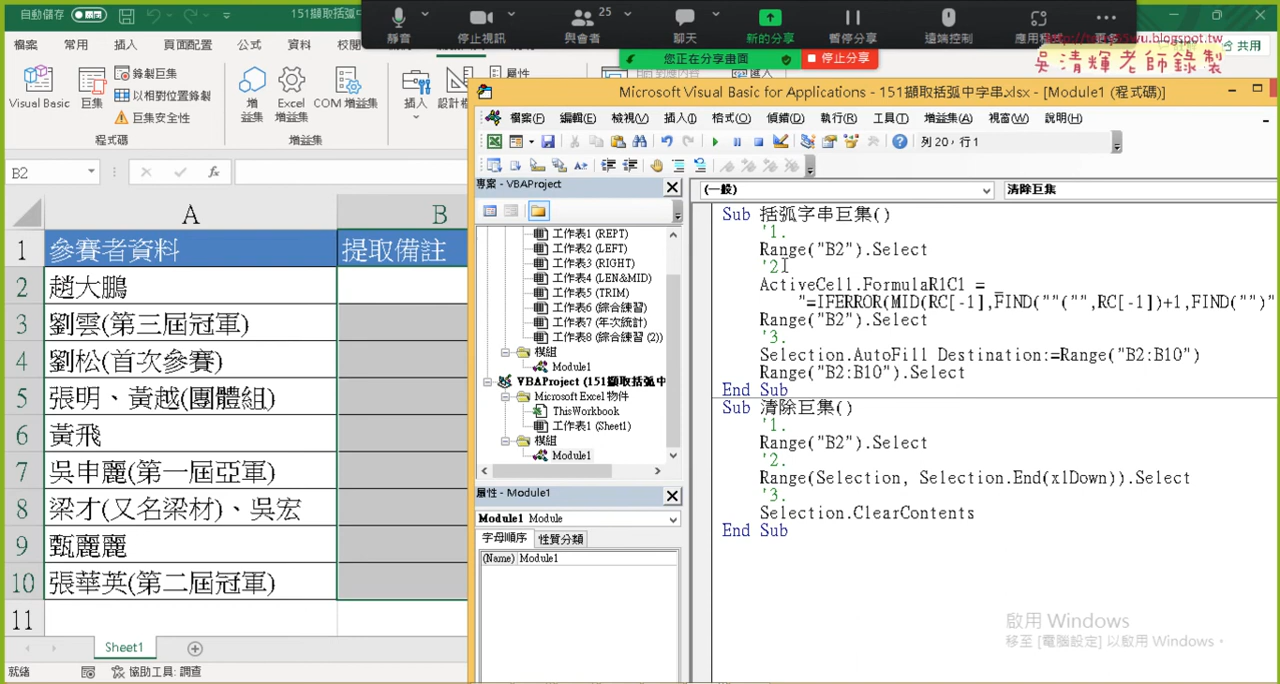 自動儲存
151擷取括弧中
靜音
停止視訊
25
與會者
聊天
新的分享
暫停分享
遠端控制
您正在分享畫面
停止分享
共用
吳清輝老師錄製
檔案 常用 插入 頁面配置 公式 資料 校閱
Visual Basic
巨集
錄製巨集
以相對位置錄製
巨集安全性
增益集
Excel 增益集
COM 增益集
插入
屬性
匯入
程式碼
增益集
Microsoft Visual Basic for Applications - 151擷取括弧中字串.xlsx - [Module1 (程式碼)]
檔案(F) 編輯(E) 檢視(V) 插入(I) 格式(O) 偵錯(D) 執行(R) 工具(T) 增益集(A) 視窗(W) 說明(H)
列 20，行 1
B2
fx
A B
1 參賽者資料 提取備註
2 趙大鵬
3 劉雲(第三屆冠軍)
4 劉松(首次參賽)
5 張明、黃越(團體組)
6 黃飛
7 吳申麗(第一屆亞軍)
8 梁才(又名梁材)、吳宏
9 甄麗麗
10 張華英(第二屆冠軍)
11
Sheet1
就緒
協助工具: 調查
專案 - VBAProject
工作表1 (REPT)
工作表2 (LEFT)
工作表3 (RIGHT)
工作表4 (LEN&MID)
工作表5 (TRIM)
工作表6 (綜合練習)
工作表7 (年次統計)
工作表8 (綜合練習 (2))
模組
Module1
VBAProject (151擷取括弧中
Microsoft Excel 物件
ThisWorkbook
工作表1 (Sheet1)
模組
Module1
屬性 - Module1
Module1 Module
字母順序 性質分類
(Name) Module1
(一般)
清除巨集
Sub 括弧字串巨集()
'1.
Range("B2").Select
'2.
ActiveCell.FormulaR1C1 = _
"=IFERROR(MID(RC[-1],FIND(""("",RC[-1])+1,FIND("")"
Range("B2").Select
'3.
Selection.AutoFill Destination:=Range("B2:B10")
Range("B2:B10").Select
End Sub
Sub 清除巨集()
'1.
Range("B2").Select
'2.
Range(Selection, Selection.End(xlDown)).Select
'3.
Selection.ClearContents
End Sub
啟用 Windows
移至 [電腦設定] 以啟用 Windows。